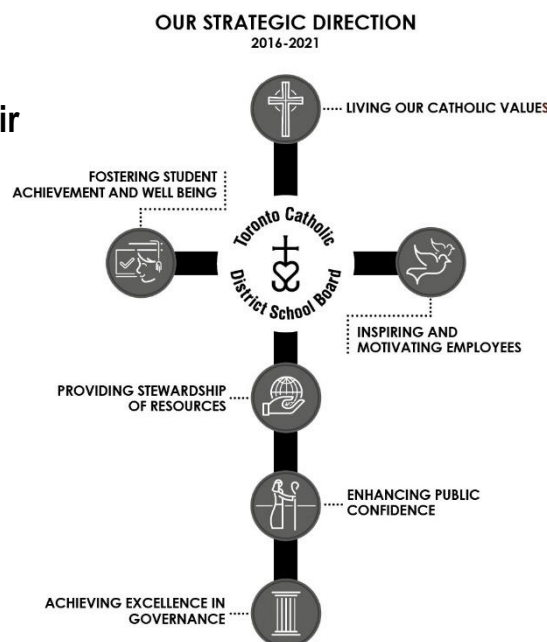 OUR STRATEGIC DIRECTION
2016-2021
LIVING OUR CATHOLIC VALUES
ir
FOSTERING STUDENT
ACHIEVEMENT AND WELL BEING
Toronto Catholic
District School Board
INSPIRING AND
MOTIVATING EMPLOYEES
PROVIDING STEWARDSHIP
OF RESOURCES
ENHANCING PUBLIC
CONFIDENCE
ACHIEVING EXCELLENCE IN
GOVERNANCE